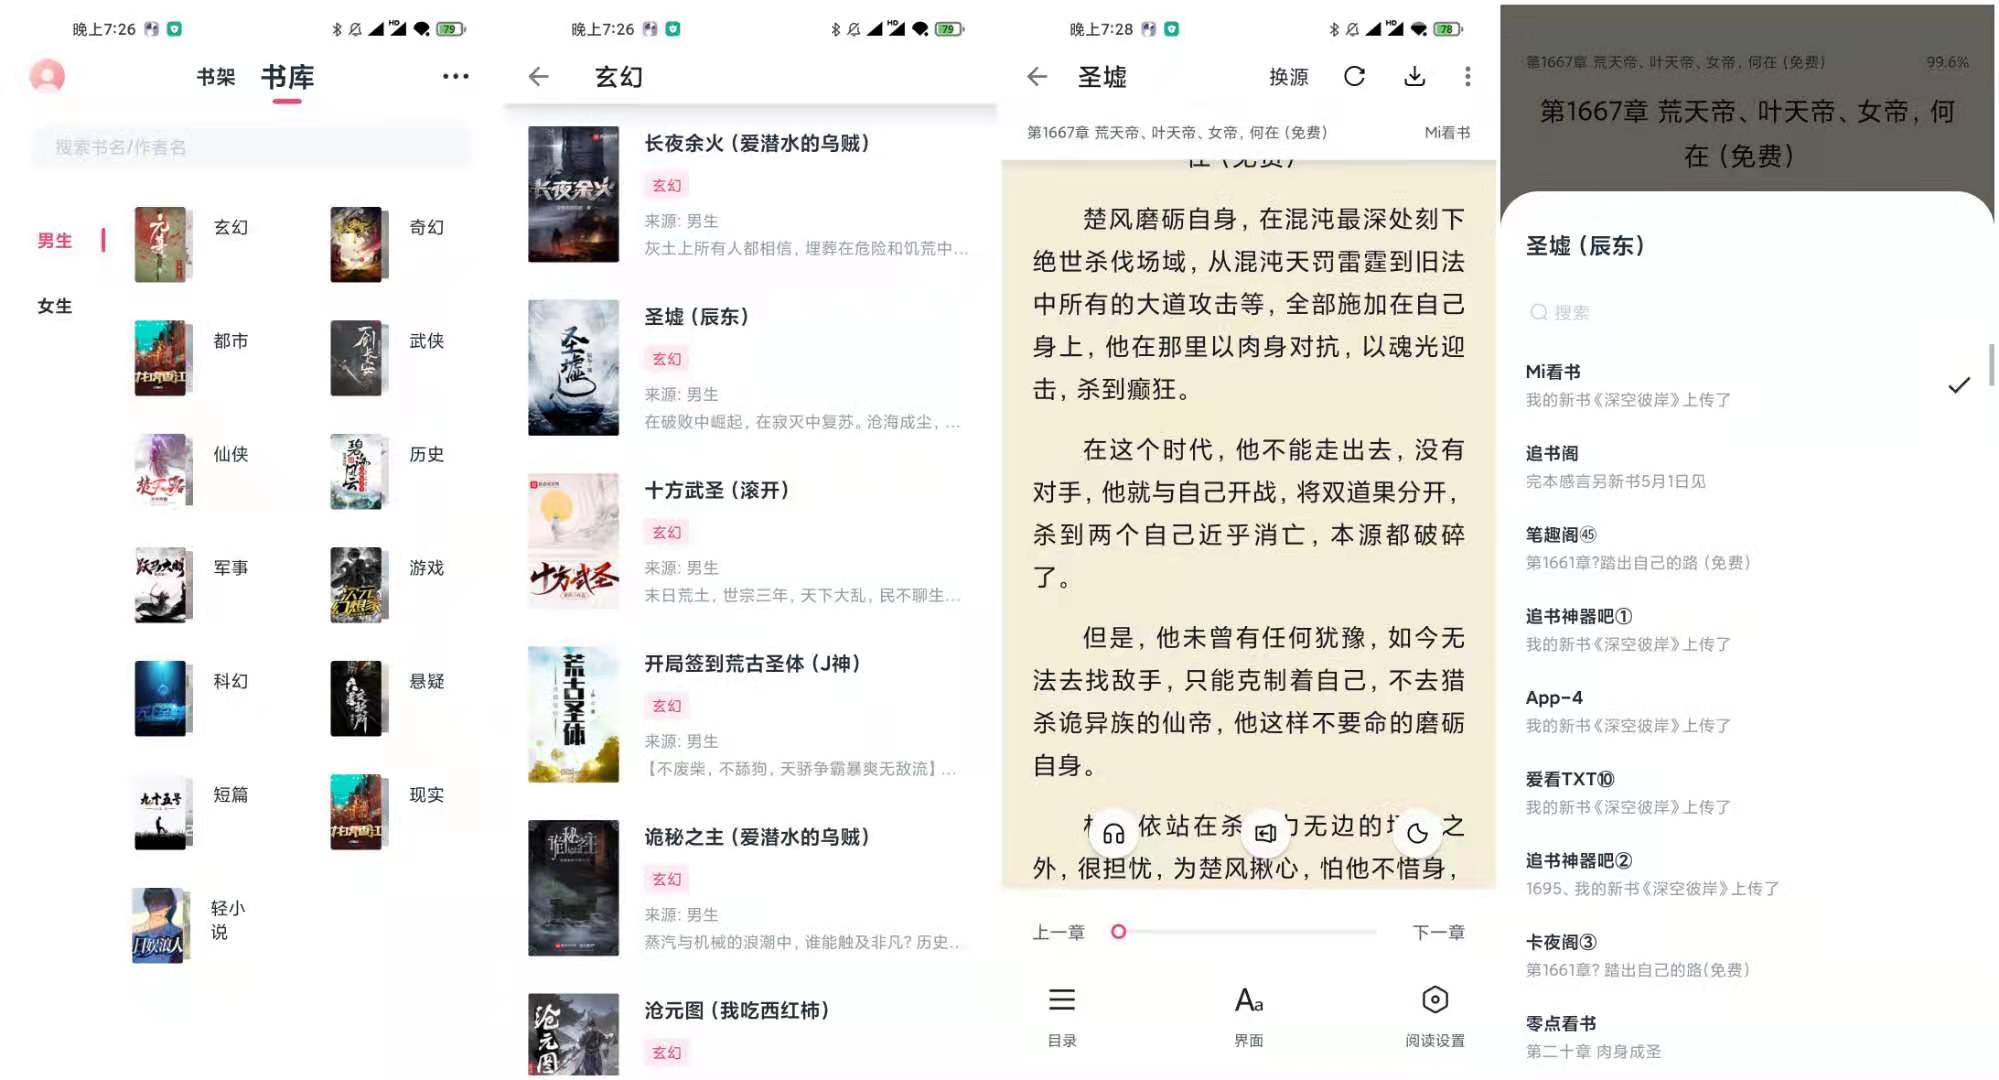 晚上7:26
HD
79
书架 书库
搜索书名/作者名
男生
女生
玄幻
奇幻
都市
武侠
仙侠
历史
军事
游戏
科幻
悬疑
短篇
现实
轻小
说
晚上7:26
HD
79
玄幻
长夜余火
长夜余火（爱潜水的乌贼）
玄幻
来源: 男生
灰土上所有人都相信，埋葬在危险和饥荒中...
圣墟
圣墟（辰东）
玄幻
来源: 男生
在破败中崛起，在寂灭中复苏。沧海成尘，...
十方武圣
十方武圣（滚开）
玄幻
来源: 男生
末日荒土，世宗三年，天下大乱，民不聊生...
荒古圣体
开局签到荒古圣体（J神）
玄幻
来源: 男生
【不废柴，不舔狗，天骄争霸暴爽无敌流】...
诡秘之主（爱潜水的乌贼）
玄幻
来源: 男生
蒸汽与机械的浪潮中，谁能触及非凡？历史...
沧元图
沧元图（我吃西红柿）
玄幻
晚上7:28
HD
78
圣墟
换源
第1667章 荒天帝、叶天帝、女帝，何在（免费）
Mi看书
在（免费）
楚风磨砺自身，在混沌最深处刻下
绝世杀伐场域，从混沌天罚雷霆到旧法
中所有的大道攻击等，全部施加在自己
身上，他在那里以肉身对抗，以魂光迎
击，杀到癫狂。
在这个时代，他不能走出去，没有
对手，他就与自己开战，将双道果分开，
杀到两个自己近乎消亡，本源都破碎
了。
但是，他未曾有任何犹豫，如今无
法去找敌手，只能克制着自己，不去猎
杀诡异族的仙帝，他这样不要命的磨砺
自身。
依站在杀 无边的 之
外，很担忧，为楚风揪心，怕他不惜身，
上一章
下一章
目录
Aa
界面
阅读设置
第1667章 荒天帝、叶天帝、女帝，何在（免费）
99.6%
第1667章 荒天帝、叶天帝、女帝，何
在（免费）
圣墟（辰东）
搜索
Mi看书
我的新书《深空彼岸》上传了
追书阁
完本感言另新书5月1日见
笔趣阁㊺
第1661章?踏出自己的路（免费）
追书神器吧①
我的新书《深空彼岸》上传了
App-4
我的新书《深空彼岸》上传了
爱看TXT⑩
我的新书《深空彼岸》上传了
追书神器吧②
1695、我的新书《深空彼岸》上传了
卡夜阁③
第1661章? 踏出自己的路(免费）
零点看书
第二十章 肉身成圣